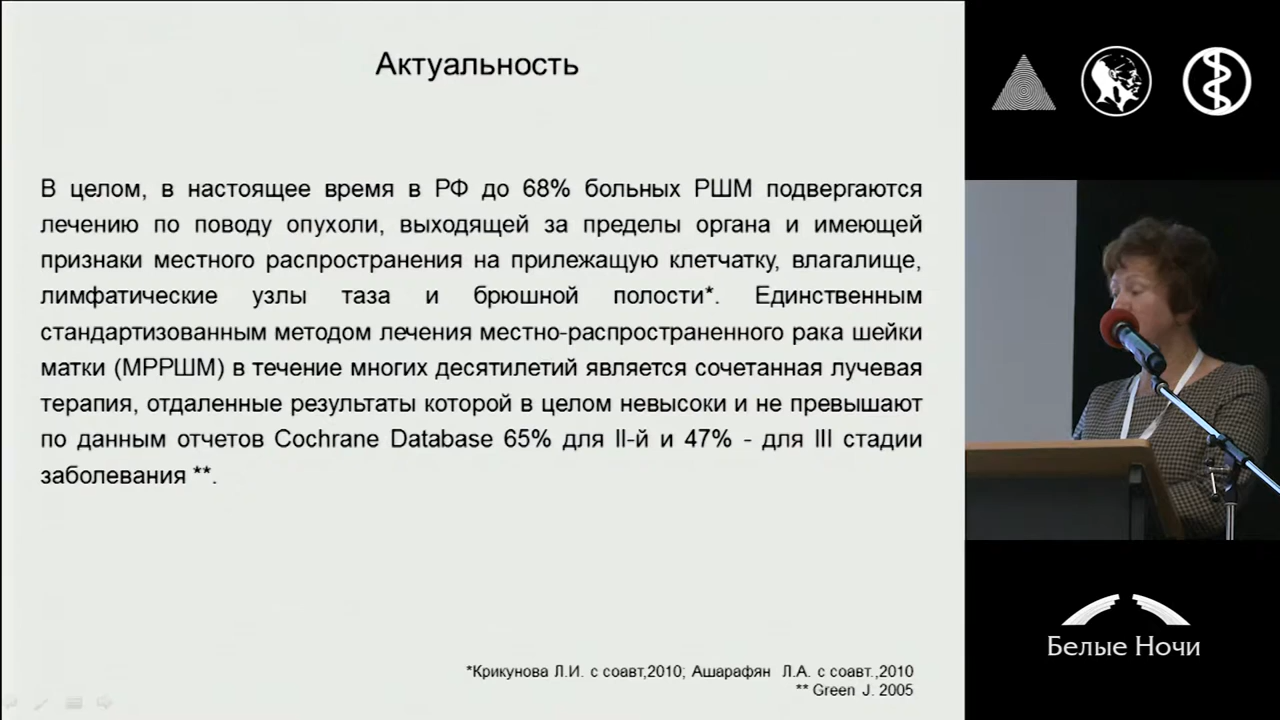 Актуальность
В целом, в настоящее время в РФ до 68% больных РШМ подвергаются
лечению по поводу опухоли, выходящей за пределы органа и имеющей
признаки местного распространения на прилежащую клетчатку, влагалище,
лимфатические узлы таза и брюшной полости*. Единственным
стандартизованным методом лечения местно-распространенного рака шейки
матки (МРРШМ) в течение многих десятилетий является сочетанная лучевая
терапия, отдаленные результаты которой в целом невысоки и не превышают
по данным отчетов Cochrane Database 65% для II-й и 47% - для III стадии
заболевания **.
*Крикунова Л.И. с соавт,2010; Ашарафян Л.А. с соавт.,2010
** Green J. 2005
Белые Ночи